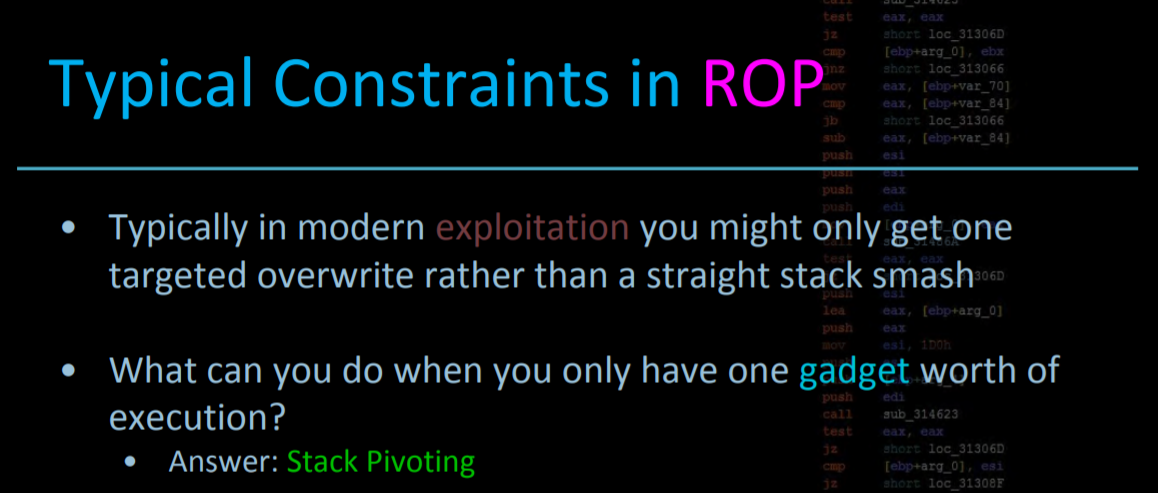 Typical Constraints in ROP
• Typically in modern exploitation you might only get one
targeted overwrite rather than a straight stack smash
• What can you do when you only have one gadget worth of
execution?
• Answer: Stack Pivoting
test eax, eax
jz short loc_31306D
cmp [ebp+arg_0], ebx
jnz short loc_313066
mov eax, [ebp+var_70]
cmp eax, [ebp+var_84]
jb short loc_313066
sub eax, [ebp+var_84]
push esi
push esi
push eax
push edi
test eax, eax
push esi
lea eax, [ebp+arg_0]
push eax
mov esi, 1D0h
push edi
call sub_314623
test eax, eax
jz short loc_31306D
cmp [ebp+arg_0], esi
jz short loc_31308F